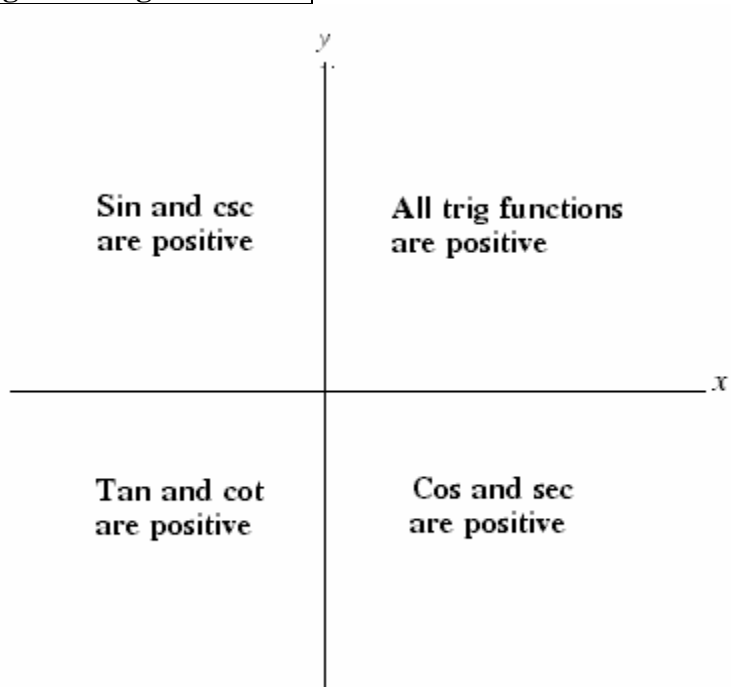 y
Sin and csc
are positive
All trig functions
are positive
x
Tan and cot
are positive
Cos and sec
are positive